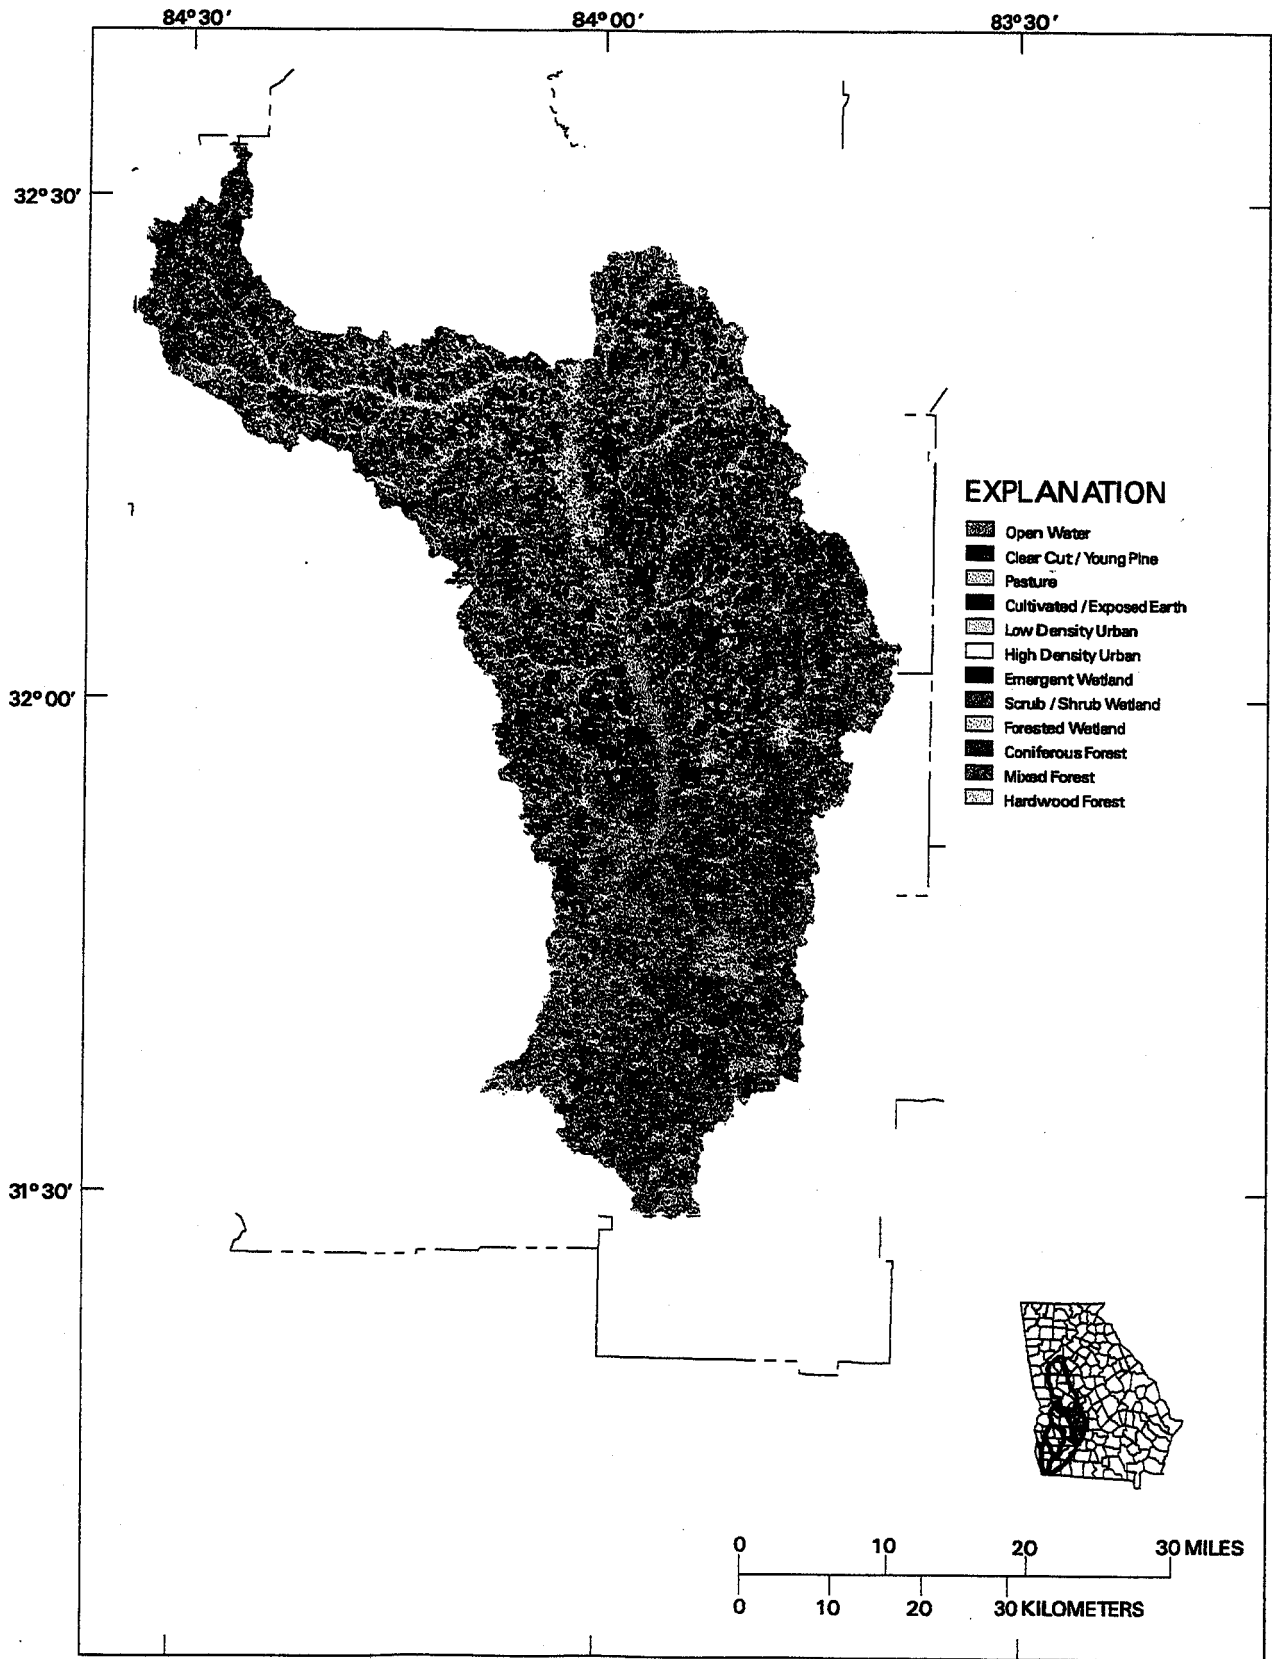 84°30′ 84°00′ 83°30′
32°30′
EXPLANATION
Open Water
Clear Cut / Young Pine
Pasture
Cultivated / Exposed Earth
Low Density Urban
High Density Urban
Emergent Wetland
Scrub / Shrub Wetland
Forested Wetland
Coniferous Forest
Mixed Forest
Hardwood Forest
32°00′
31°30′
0 10 20 30 MILES
0 10 20 30 KILOMETERS